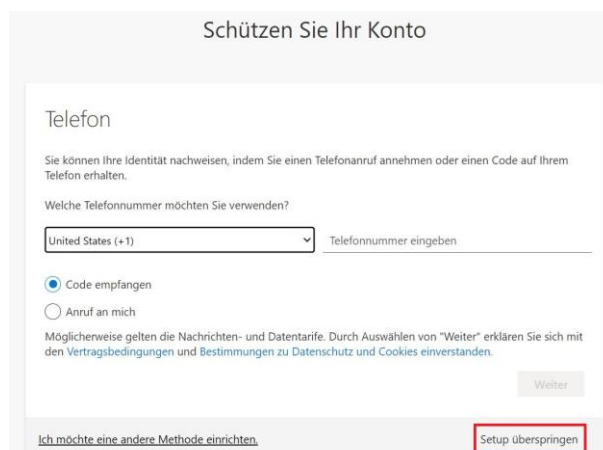 Schützen Sie Ihr Konto
Telefon
Sie können Ihre Identität nachweisen, indem Sie einen Telefonanruf annehmen oder einen Code auf Ihrem
Telefon erhalten.
Welche Telefonnummer möchten Sie verwenden?
United States (+1) Telefonnummer eingeben
Code empfangen
Anruf an mich
Möglicherweise gelten die Nachrichten- und Datentarife. Durch Auswählen von "Weiter" erklären Sie sich mit
den Vertragsbedingungen und Bestimmungen zu Datenschutz und Cookies einverstanden.
Weiter
Ich möchte eine andere Methode einrichten. Setup überspringen